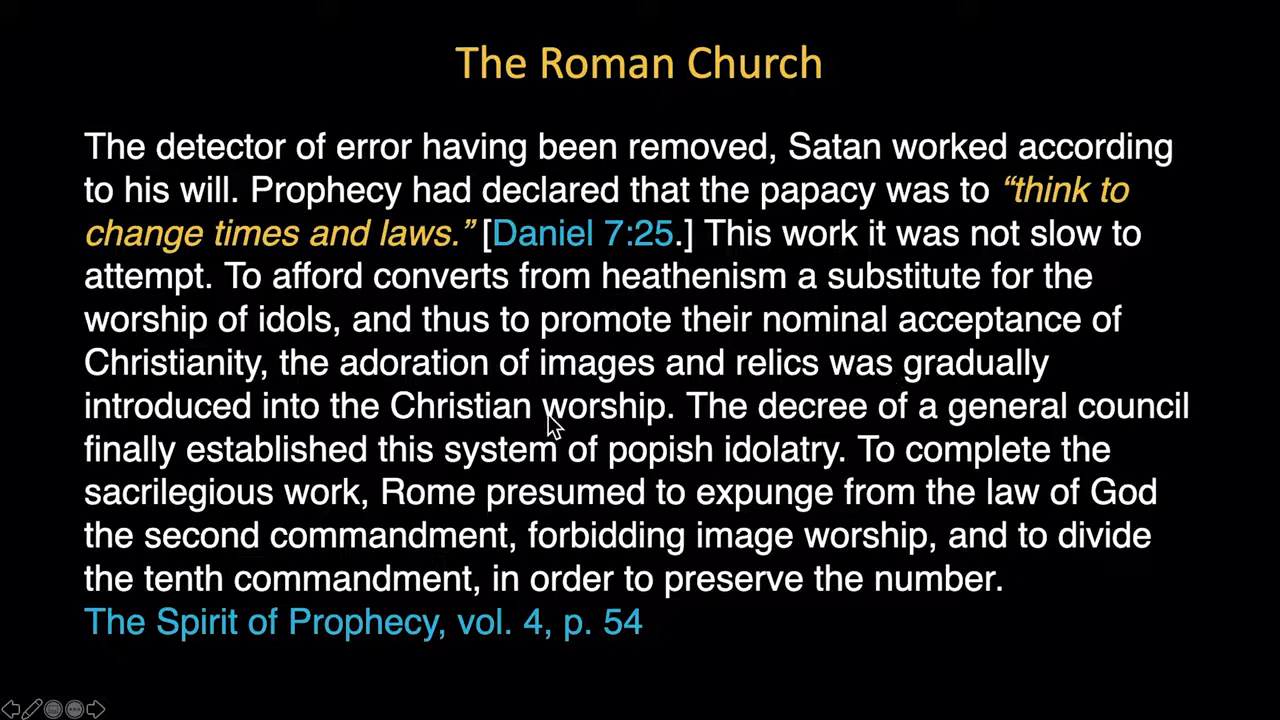 The Roman Church
The detector of error having been removed, Satan worked according
to his will. Prophecy had declared that the papacy was to “think to
change times and laws.” [Daniel 7:25.] This work it was not slow to
attempt. To afford converts from heathenism a substitute for the
worship of idols, and thus to promote their nominal acceptance of
Christianity, the adoration of images and relics was gradually
introduced into the Christian worship. The decree of a general council
finally established this system of popish idolatry. To complete the
sacrilegious work, Rome presumed to expunge from the law of God
the second commandment, forbidding image worship, and to divide
the tenth commandment, in order to preserve the number.
The Spirit of Prophecy, vol. 4, p. 54